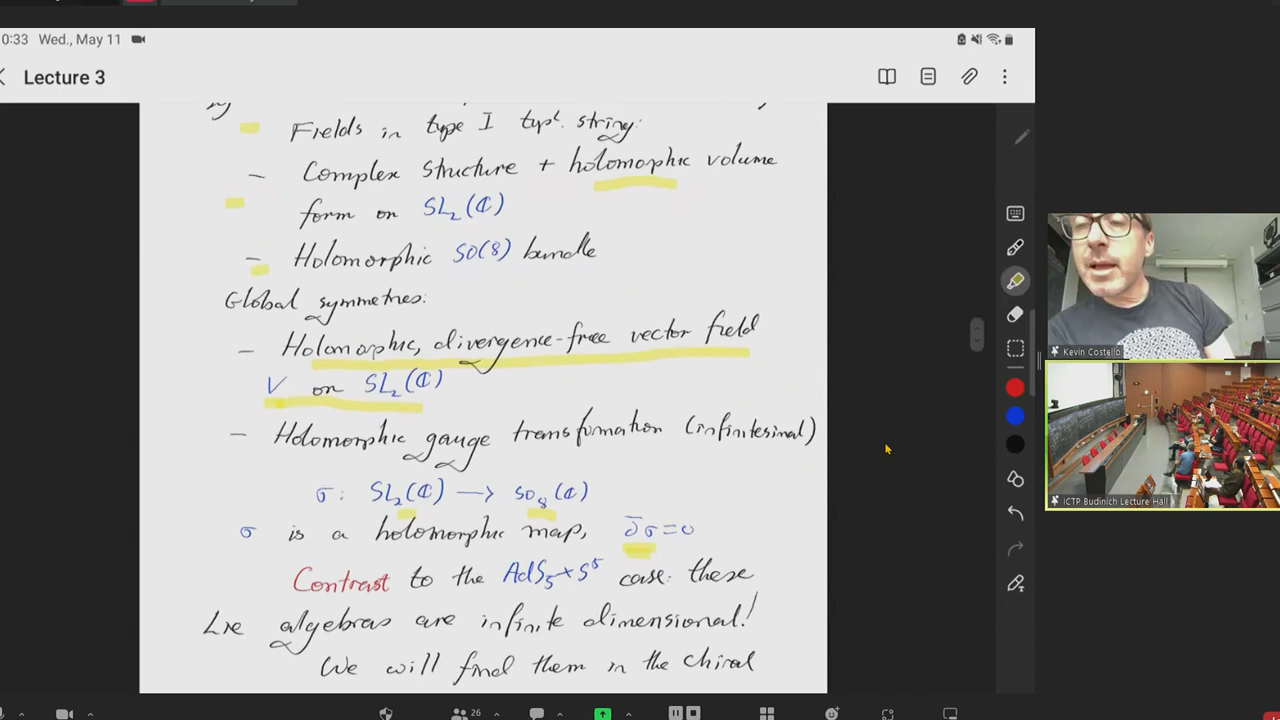 0:33 Wed., May 11
Lecture 3
Fields in type I typl. string:
- Complex structure + holomorphic volume
form on SL₂(ℂ)
- Holomorphic SO(8) bundle
Global symmetries:
- Holomorphic, divergence-free vector field
V on SL₂(ℂ)
- Holomorphic gauge transfomation (infinitesimal)
σ: SL₂(ℂ) → so₈(ℂ)
σ is a holomorphic map, ∂̄σ=0
Contrast to the AdS₅×S⁵ case: these
Lie algebras are infinite dimensional!
We will find them in the chiral
Kevin Costello
ICTP Budinich Lecture Hall
26